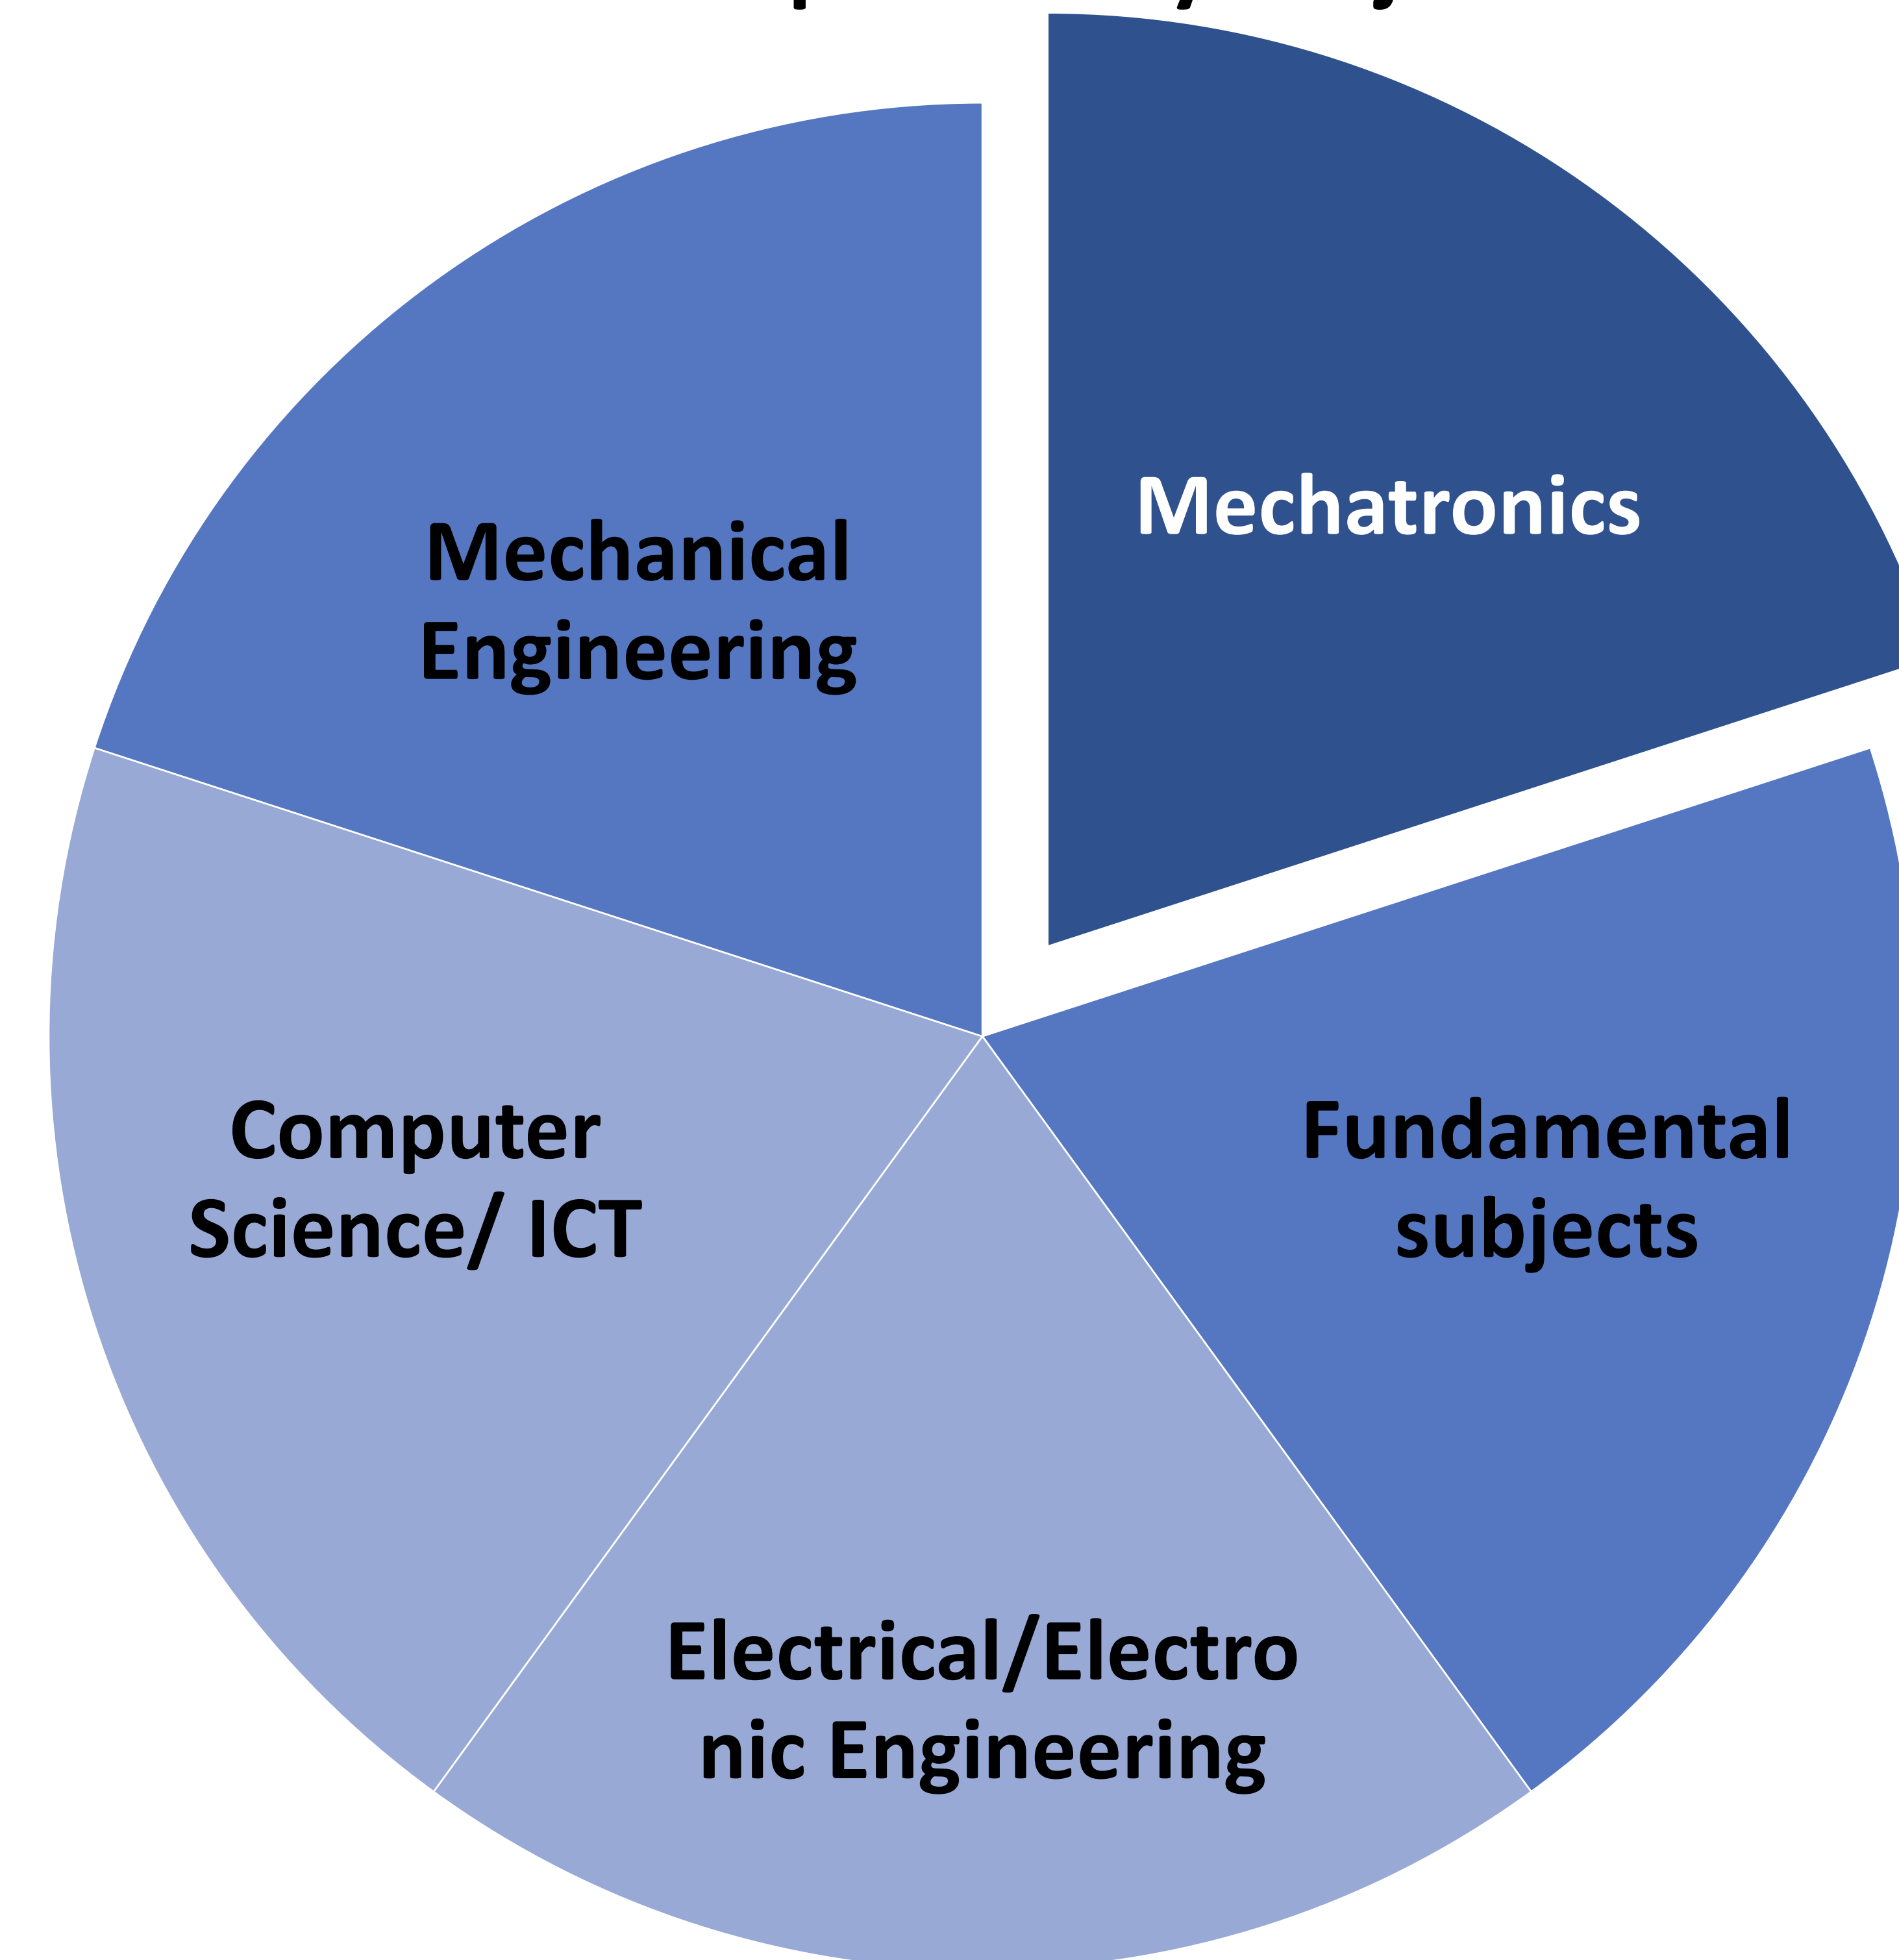 Mechatronics
Mechanical
Engineering
Computer
Science/ ICT
Fundamental
subjects
Electrical/Electro
nic Engineering